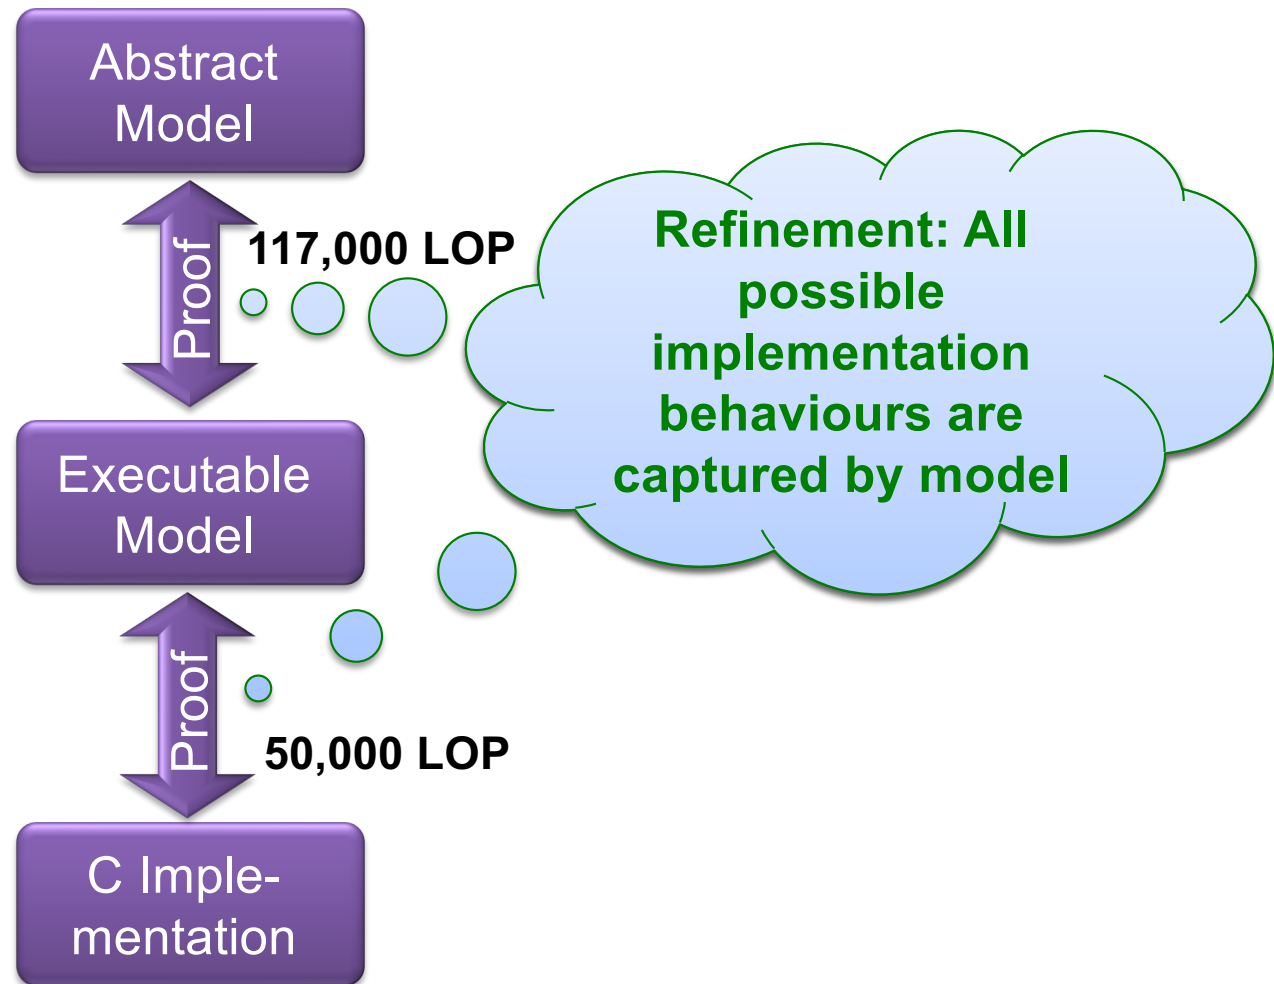 Abstract
Model
Proof
117,000 LOP
Refinement: All
possible
implementation
behaviours are
captured by model
Executable
Model
Proof
50,000 LOP
C Imple-
mentation